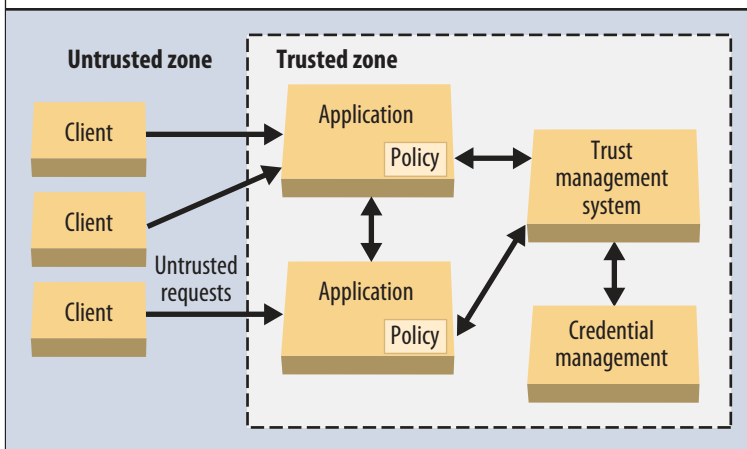 Untrusted zone
Trusted zone
Client
Client
Client
Untrusted
requests
Application
Policy
Application
Policy
Trust
management
system
Credential
management